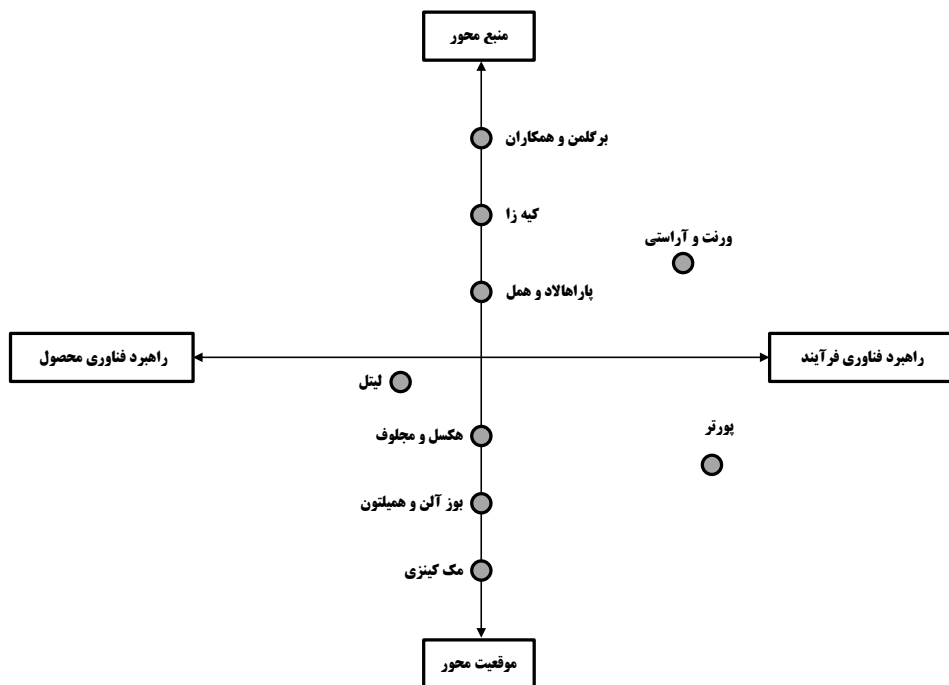 منبع محور
برگلمن و همکاران
کیه زا
ورنت و آراستی
پاراهالاد و همل
راهبرد فناوری فرآیند
راهبرد فناوری محصول
لیتل
پورتر
هکسل و مجلوف
بوز آلن و همیلتون
مک کینزی
موقعیت محور